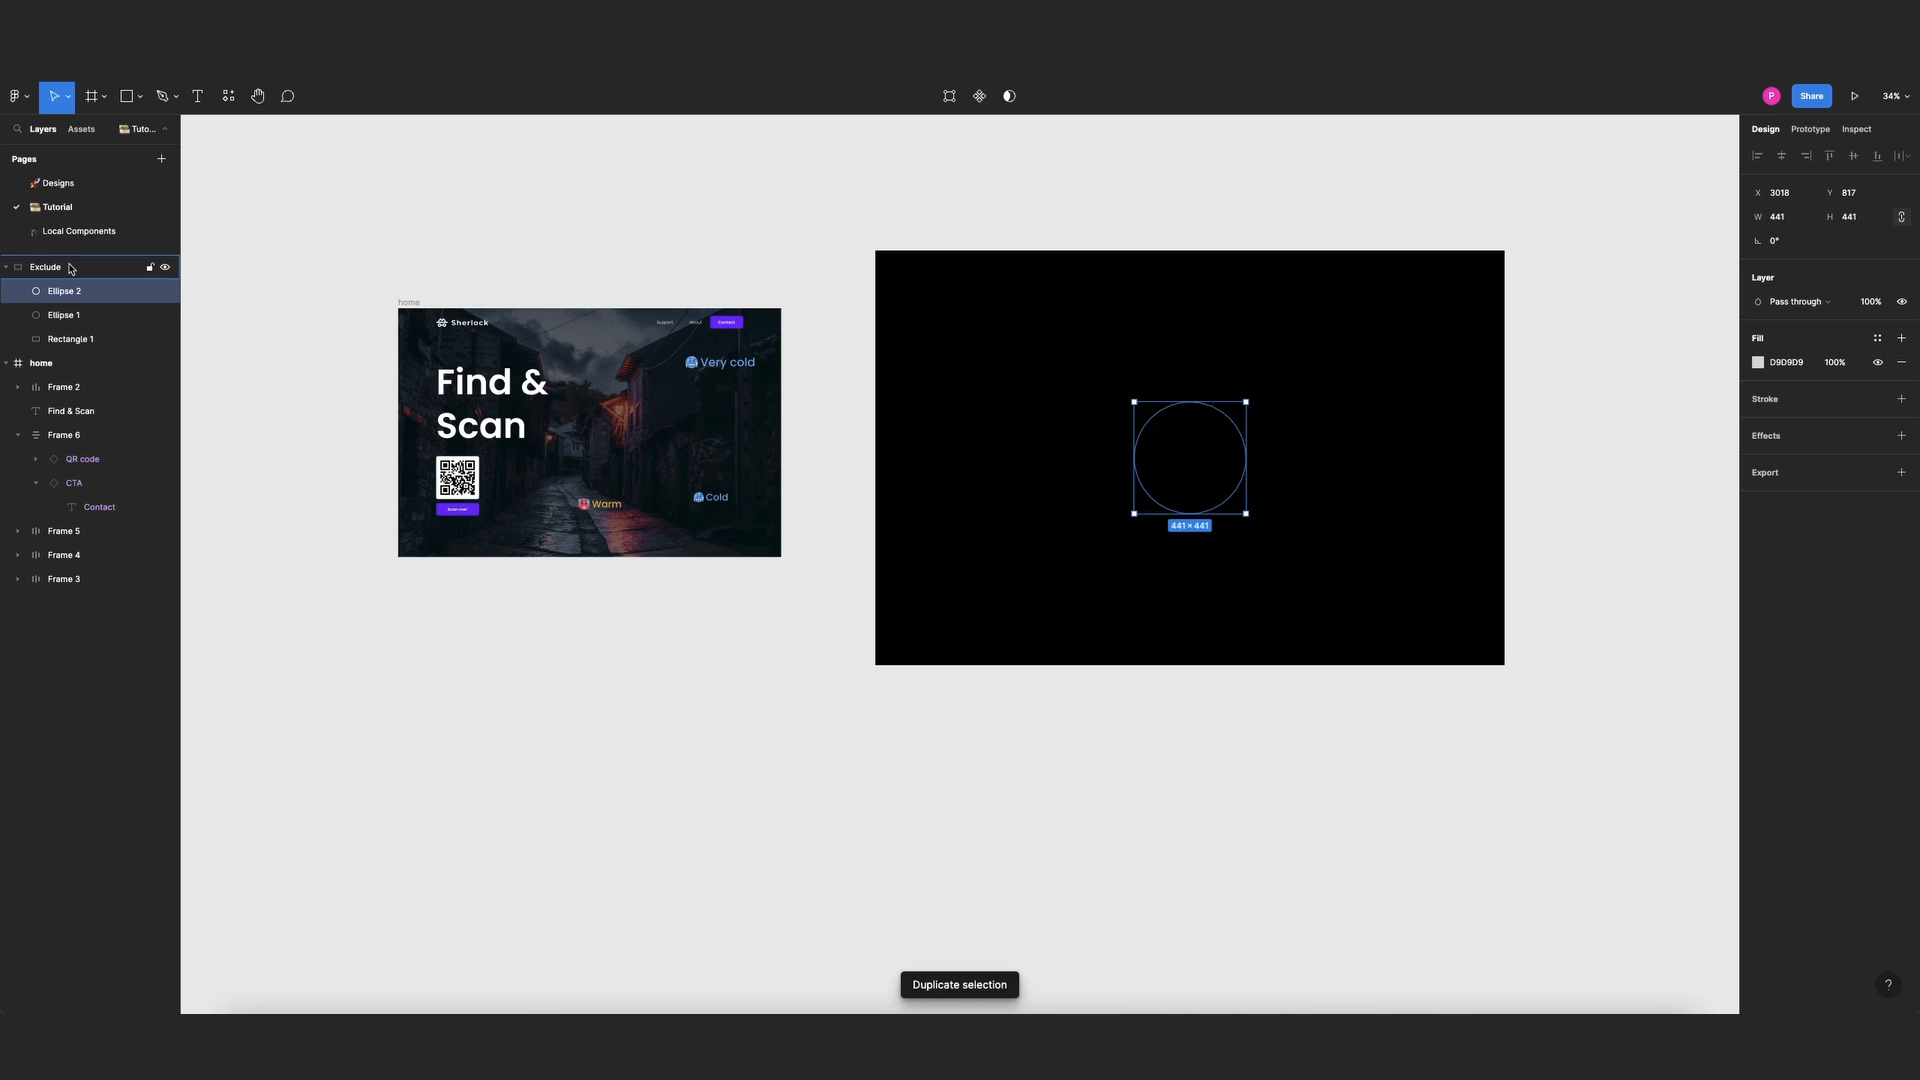 P
Share
34%
Layers
Assets
Tuto...
Pages
Designs
Tutorial
Local Components
Exclude
Ellipse 2
Ellipse 1
Rectangle 1
home
Frame 2
Find & Scan
Frame 6
QR code
CTA
Contact
Frame 5
Frame 4
Frame 3
home
Sherlock
Support
About
Contact
Very cold
Find &
Scan
Scan me!
Warm
Cold
441 × 441
Duplicate selection
Design
Prototype
Inspect
X 3018 Y 817
W 441 H 441
0°
Layer
Pass through 100%
Fill
D9D9D9 100%
Stroke
Effects
Export
?